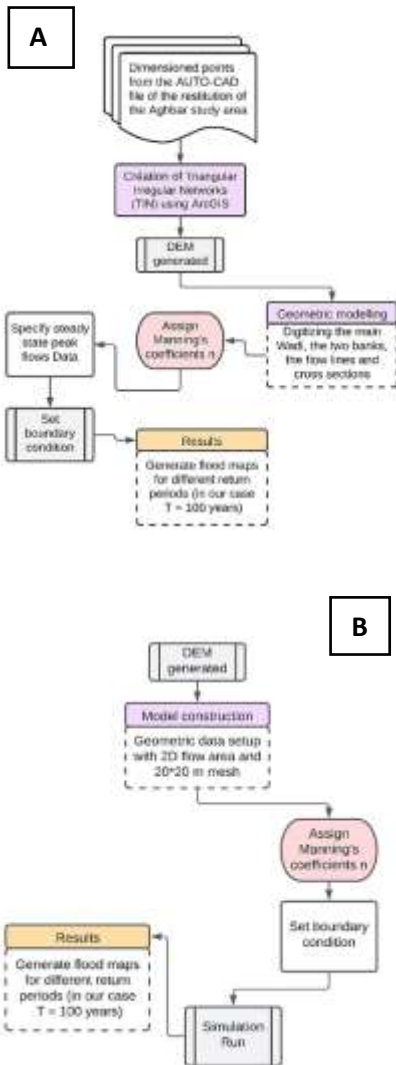 A
Dimensioned points
from the AUTO-CAD
file of the restitution of
the Aghbar study area
Création of Triangular
Irregular Networks
(TIN) using ArcGIS
DEM
generated
Geometric modelling
Digitizing the main
Wadi, the two banks,
the flow lines and
cross sections
Assign
Manning's
coefficients n
Specify steady
state peak
flows Data
Set
boundary
condition
Results
Generate flood maps
for different return
periods (in our case
T = 100 years)
B
DEM
generated
Model construction
Geometric data setup
with 2D flow area and
20*20 m mesh
Assign
Manning's
coefficients n
Set boundary
condition
Simulation
Run
Results
Generate flood maps
for different return
periods (in our case
T = 100 years)